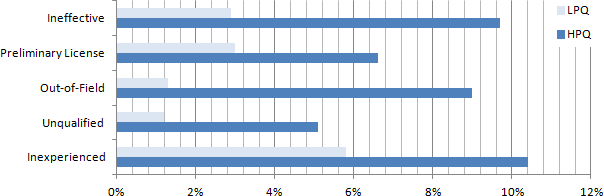 Ineffective
Preliminary License
Out-of-Field
Unqualified
Inexperienced
LPQ
HPQ
0% 2% 4% 6% 8% 10% 12%